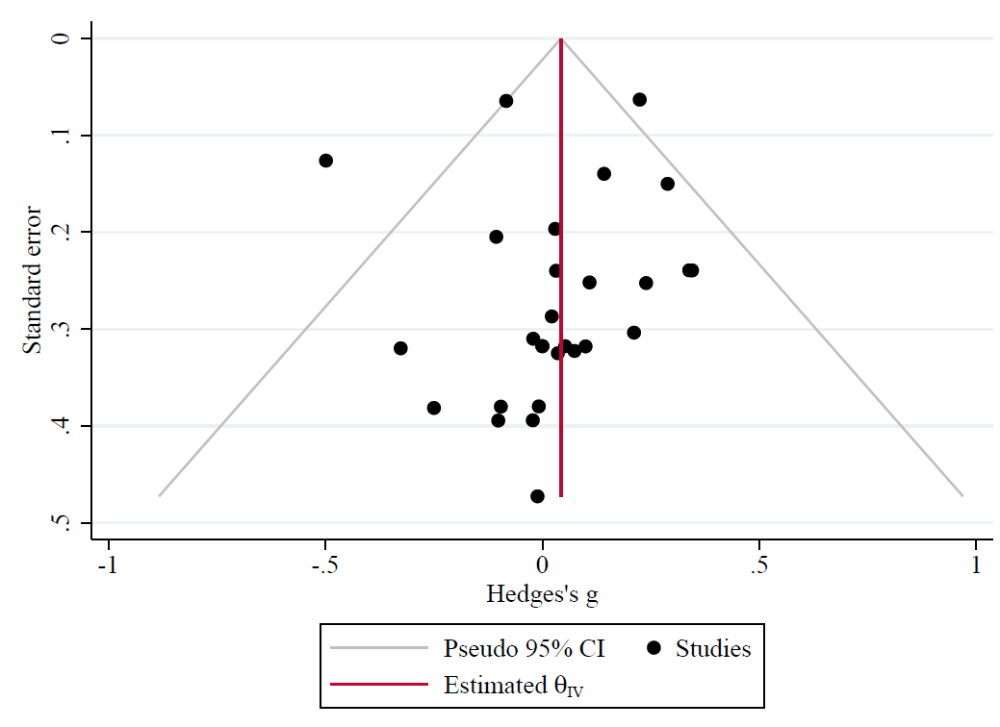 0
.1
.2
.3
.4
.5
Standard error
-1 -.5 0 .5 1
Hedges's g
Pseudo 95% CI Studies
Estimated θIV